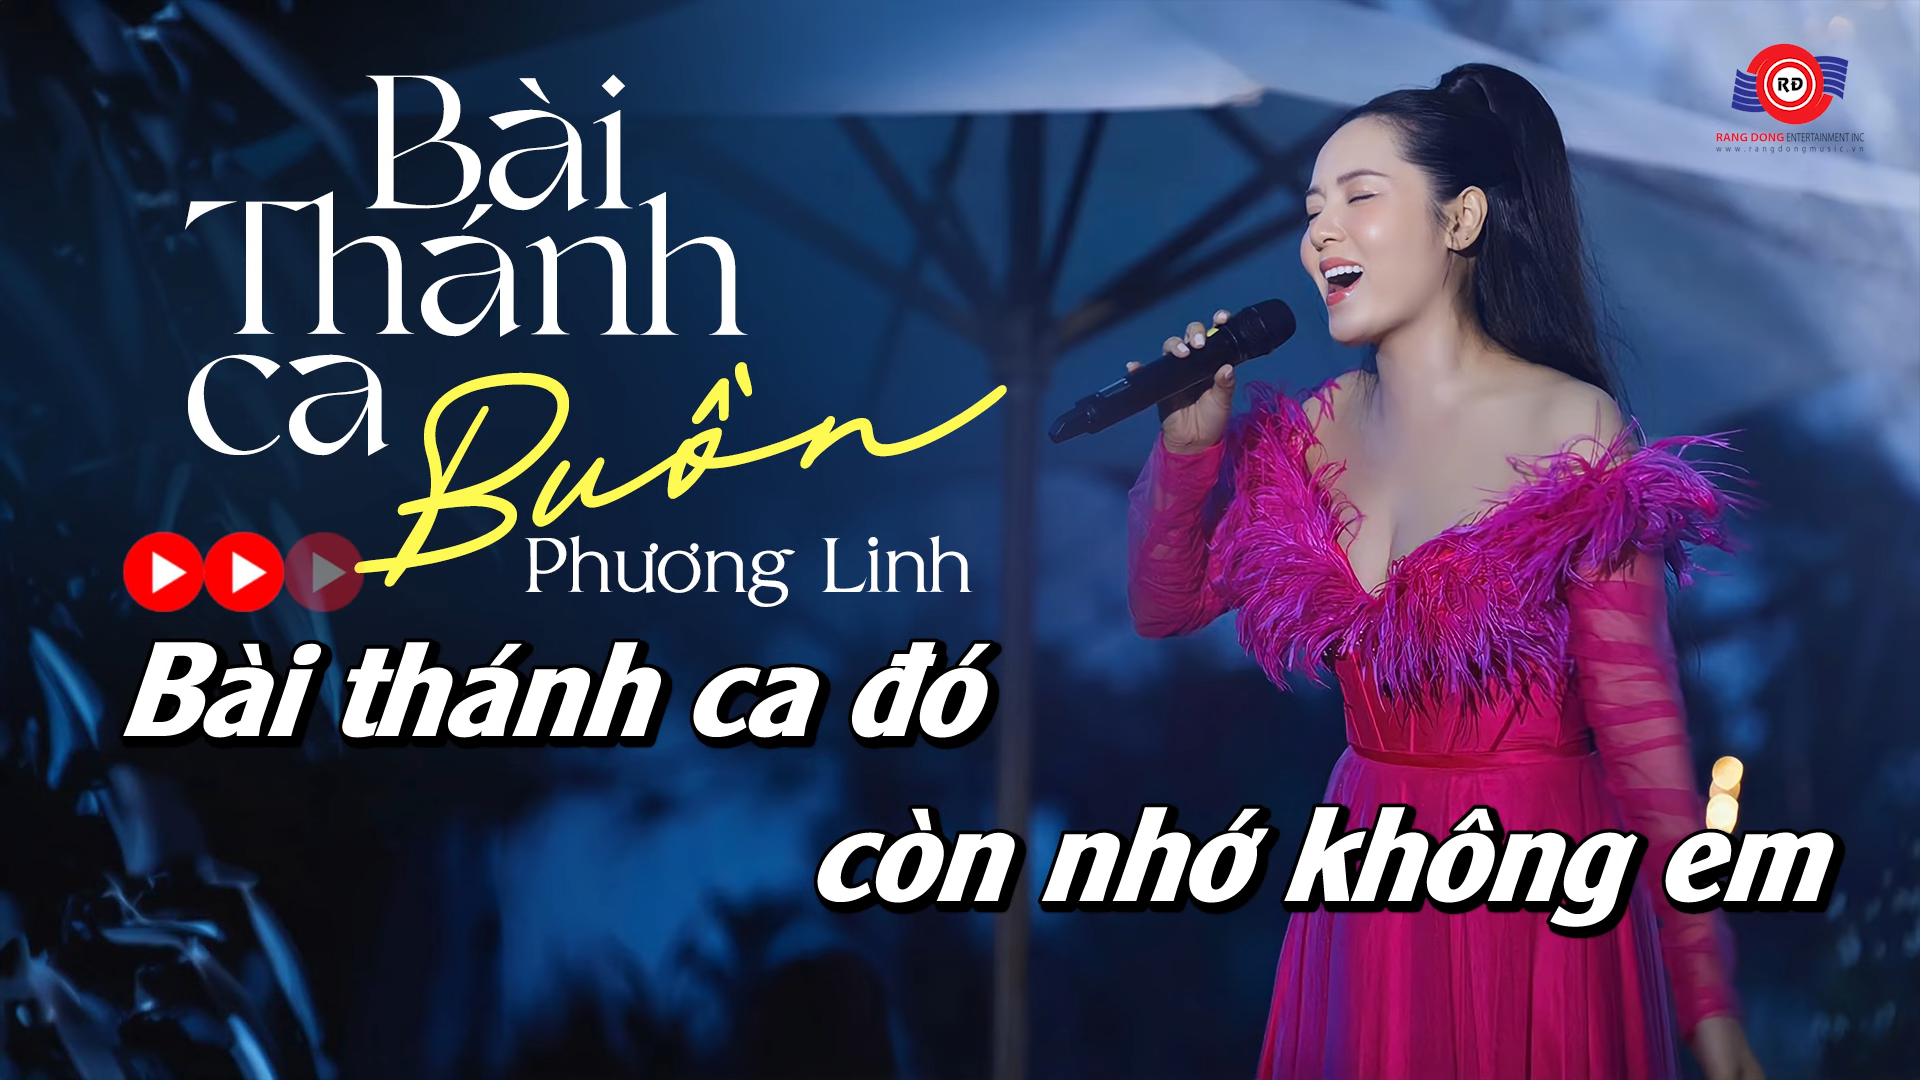 Bài
Thánh
ca Buồn
Phương Linh
Bài thánh ca đó
còn nhớ không em
RĐ
RANG DONG ENTERTAINMENT INC
www.rangdongmusic.vn